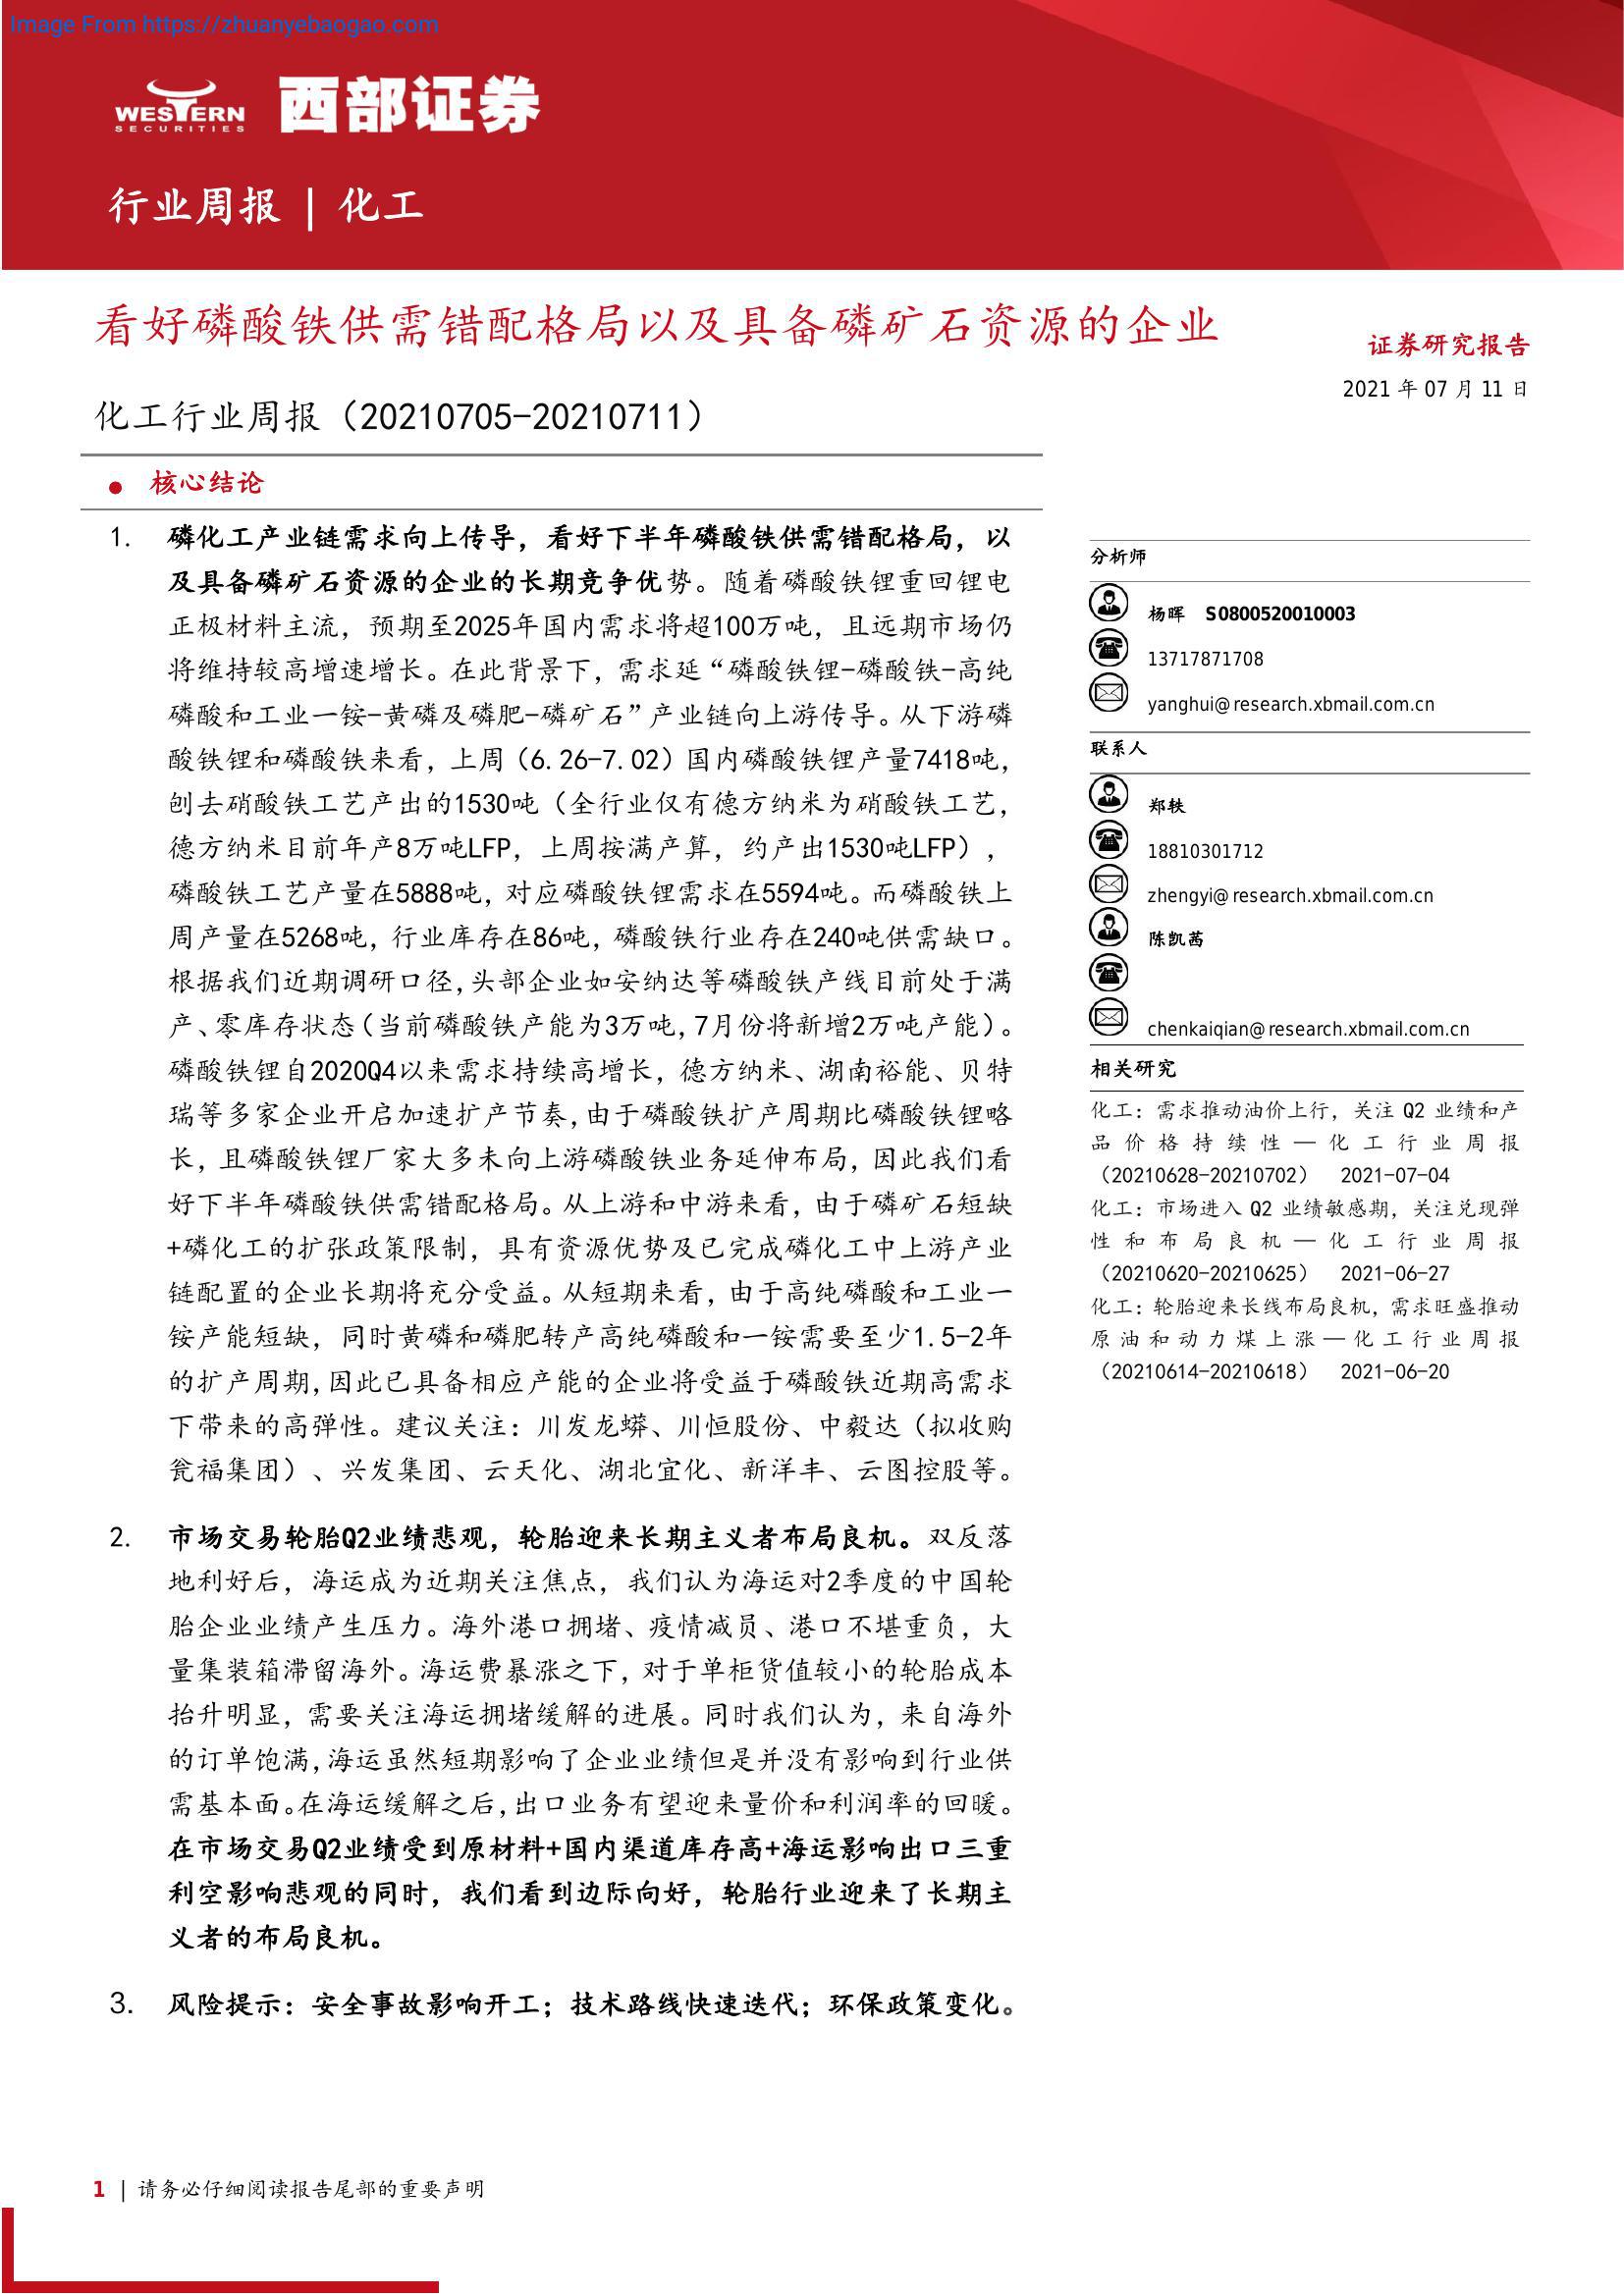 Image From https://zhuanyebaogao.com
WESTERN
SECURITIES
西部证券
行业周报 | 化工
看好磷酸铁供需错配格局以及具备磷矿石资源的企业
化工行业周报（20210705-20210711）
证券研究报告
2021 年 07 月 11 日
● 核心结论
1. 磷化工产业链需求向上传导，看好下半年磷酸铁供需错配格局，以
及具备磷矿石资源的企业的长期竞争优势。随着磷酸铁锂重回锂电
正极材料主流，预期至2025年国内需求将超100万吨，且远期市场仍
将维持较高增速增长。在此背景下，需求延“磷酸铁锂-磷酸铁-高纯
磷酸和工业一铵-黄磷及磷肥-磷矿石”产业链向上游传导。从下游磷
酸铁锂和磷酸铁来看，上周（6.26-7.02）国内磷酸铁锂产量7418吨，
刨去硝酸铁工艺产出的1530吨（全行业仅有德方纳米为硝酸铁工艺，
德方纳米目前年产8万吨LFP，上周按满产算，约产出1530吨LFP），
磷酸铁工艺产量在5888吨，对应磷酸铁锂需求在5594吨。而磷酸铁上
周产量在5268吨，行业库存在86吨，磷酸铁行业存在240吨供需缺口。
根据我们近期调研口径，头部企业如安纳达等磷酸铁产线目前处于满
产、零库存状态（当前磷酸铁产能为3万吨，7月份将新增2万吨产能）。
磷酸铁锂自2020Q4以来需求持续高增长，德方纳米、湖南裕能、贝特
瑞等多家企业开启加速扩产节奏，由于磷酸铁扩产周期比磷酸铁锂略
长，且磷酸铁锂厂家大多未向上游磷酸铁业务延伸布局，因此我们看
好下半年磷酸铁供需错配格局。从上游和中游来看，由于磷矿石短缺
+磷化工的扩张政策限制，具有资源优势及已完成磷化工中上游产业
链配置的企业长期将充分受益。从短期来看，由于高纯磷酸和工业一
铵产能短缺，同时黄磷和磷肥转产高纯磷酸和一铵需要至少1.5-2年
的扩产周期，因此已具备相应产能的企业将受益于磷酸铁近期高需求
下带来的高弹性。建议关注：川发龙蟒、川恒股份、中毅达（拟收购
瓮福集团）、兴发集团、云天化、湖北宜化、新洋丰、云图控股等。
2. 市场交易轮胎Q2业绩悲观，轮胎迎来长期主义者布局良机。双反落
地利好后，海运成为近期关注焦点，我们认为海运对2季度的中国轮
胎企业业绩产生压力。海外港口拥堵、疫情减员、港口不堪重负，大
量集装箱滞留海外。海运费暴涨之下，对于单柜货值较小的轮胎成本
抬升明显，需要关注海运拥堵缓解的进展。同时我们认为，来自海外
的订单饱满，海运虽然短期影响了企业业绩但是并没有影响到行业供
需基本面。在海运缓解之后，出口业务有望迎来量价和利润率的回暖。
在市场交易Q2业绩受到原材料+国内渠道库存高+海运影响出口三重
利空影响悲观的同时，我们看到边际向好，轮胎行业迎来了长期主
义者的布局良机。
3. 风险提示：安全事故影响开工；技术路线快速迭代；环保政策变化。
分析师
杨晖 S0800520010003
13717871708
yanghui@research.xbmail.com.cn
联系人
郑轶
18810301712
zhengyi@research.xbmail.com.cn
陈凯茜
chenkaiqian@research.xbmail.com.cn
相关研究
化工：需求推动油价上行，关注 Q2 业绩和产
品价格持续性—化工行业周报
（20210628-20210702） 2021-07-04
化工：市场进入 Q2 业绩敏感期，关注兑现弹
性和布局良机—化工行业周报
（20210620-20210625） 2021-06-27
化工：轮胎迎来长线布局良机，需求旺盛推动
原油和动力煤上涨—化工行业周报
（20210614-20210618） 2021-06-20
1 | 请务必仔细阅读报告尾部的重要声明